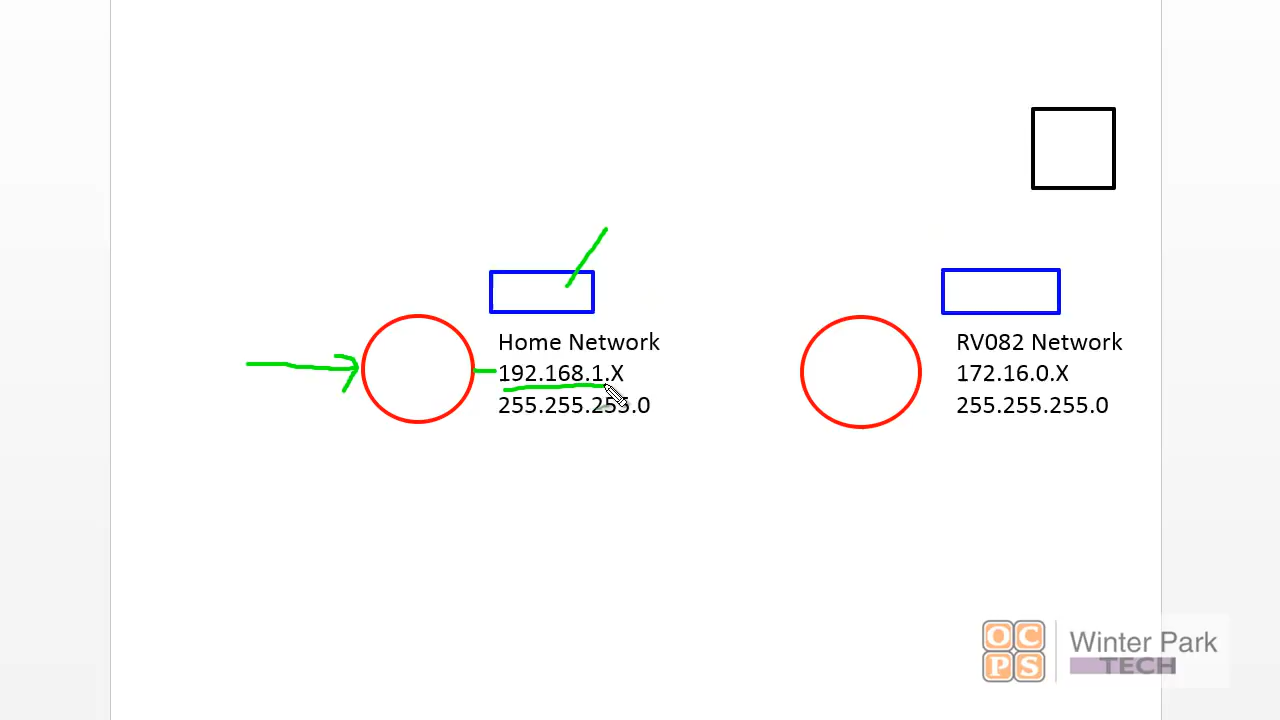 Home Network
192.168.1.X
255.255.255.0
RV082 Network
172.16.0.X
255.255.255.0
OC
PS
Winter Park
TECH